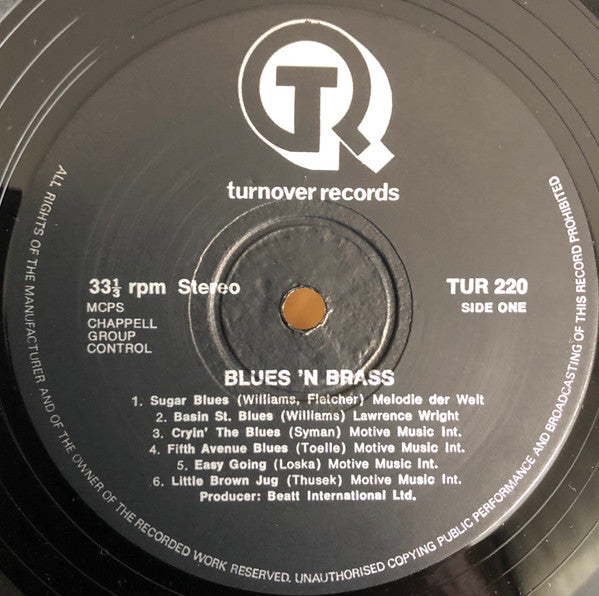 TR
turnover records
33⅓ rpm Stereo
MCPS
CHAPPELL
GROUP
CONTROL
TUR 220
SIDE ONE
BLUES 'N BRASS
1. Sugar Blues (Williams, Fletcher) Melodie der Welt
2. Basin St. Blues (Williams) Lawrence Wright
3. Cryin' The Blues (Syman) Motive Music Int.
4. Fifth Avenue Blues (Toelle) Motive Music Int.
5. Easy Going (Loska) Motive Music Int.
6. Little Brown Jug (Thusek) Motive Music Int.
Producer: Beatt International Ltd.
ALL RIGHTS OF THE MANUFACTURER AND OF THE OWNER OF THE RECORDED WORK RESERVED. UNAUTHORISED COPYING PUBLIC PERFORMANCE AND BROADCASTING OF THIS RECORD PROHIBITED